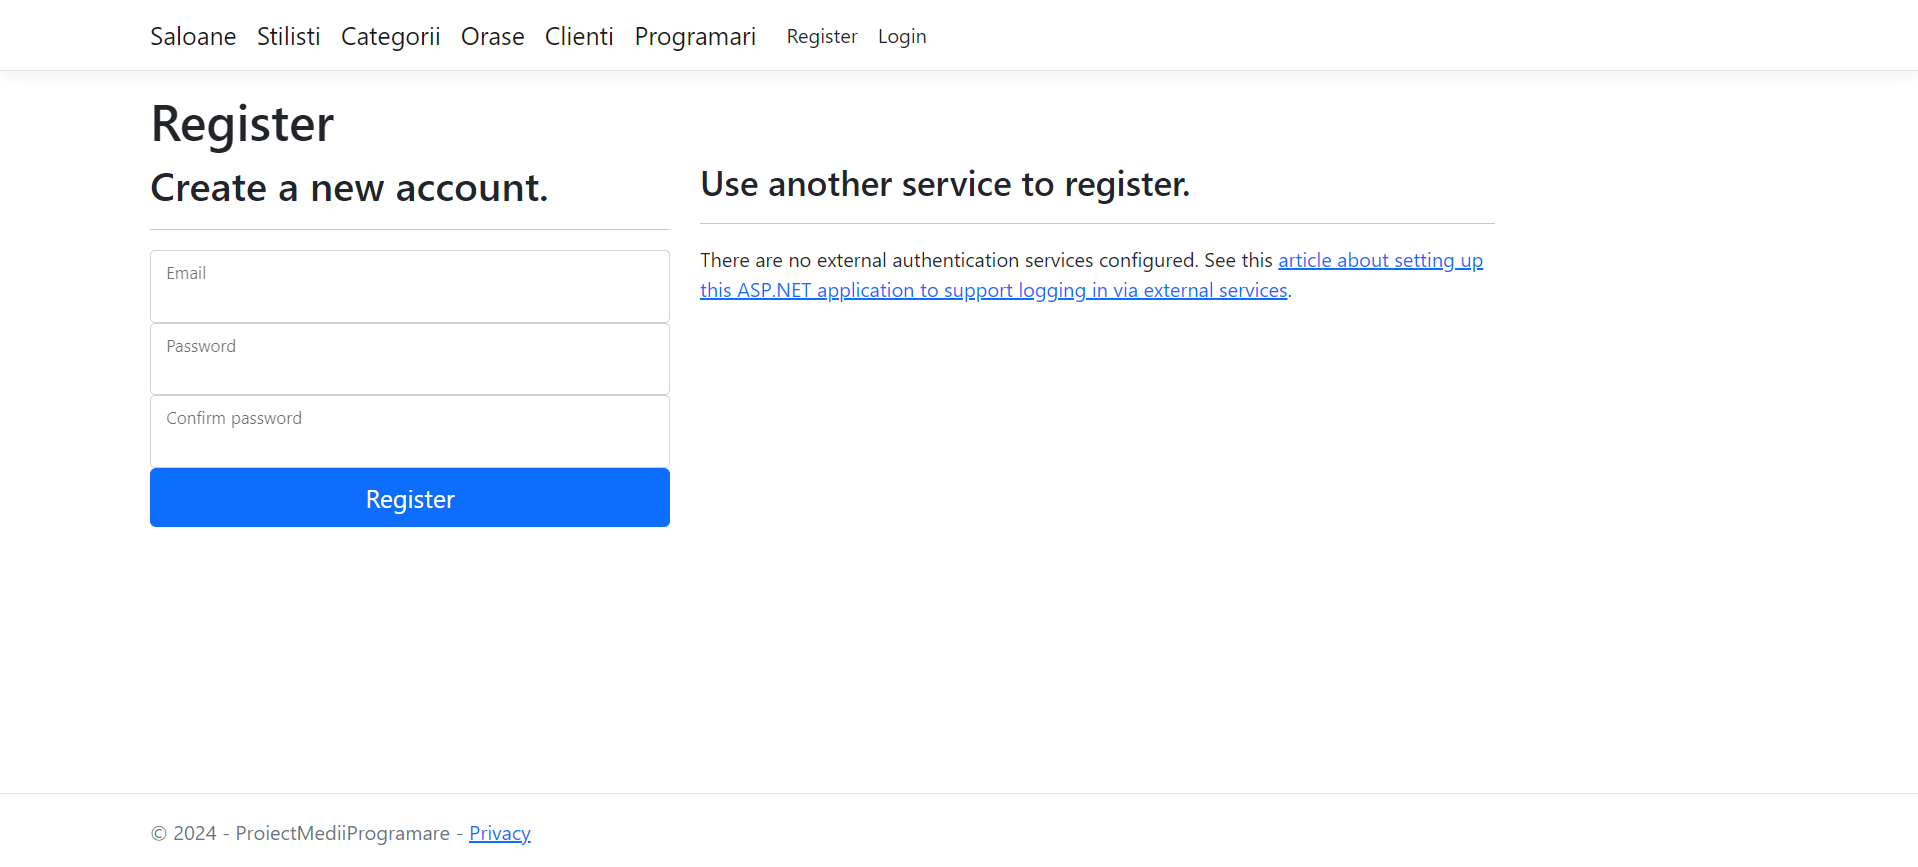 Saloane Stilisti Categorii Orase Clienti Programari Register Login
Register
Create a new account.
Email
Password
Confirm password
Register
Use another service to register.
There are no external authentication services configured. See this article about setting up
this ASP.NET application to support logging in via external services.
© 2024 - ProiectMediiProgramare - Privacy